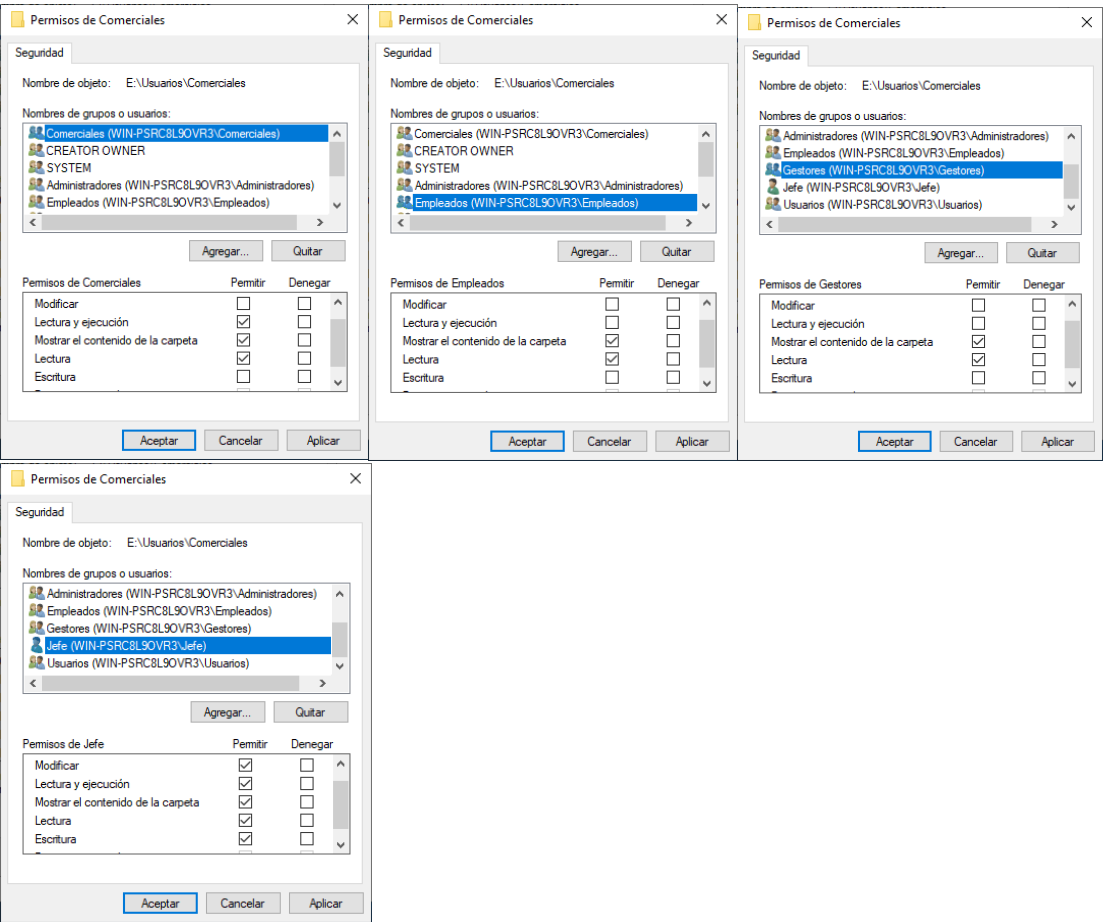 Permisos de Comerciales
Seguridad
Nombre de objeto: E:\Usuarios\Comerciales
Nombres de grupos o usuarios:
Comerciales (WIN-PSRC8L9OVR3\Comerciales)
CREATOR OWNER
SYSTEM
Administradores (WIN-PSRC8L9OVR3\Administradores)
Empleados (WIN-PSRC8L9OVR3\Empleados)
Agregar... Quitar
Permisos de Comerciales Permitir Denegar
Modificar
Lectura y ejecución
Mostrar el contenido de la carpeta
Lectura
Escritura
Aceptar Cancelar Aplicar
Permisos de Comerciales
Seguridad
Nombre de objeto: E:\Usuarios\Comerciales
Nombres de grupos o usuarios:
Comerciales (WIN-PSRC8L9OVR3\Comerciales)
CREATOR OWNER
SYSTEM
Administradores (WIN-PSRC8L9OVR3\Administradores)
Empleados (WIN-PSRC8L9OVR3\Empleados)
Agregar... Quitar
Permisos de Empleados Permitir Denegar
Modificar
Lectura y ejecución
Mostrar el contenido de la carpeta
Lectura
Escritura
Aceptar Cancelar Aplicar
Permisos de Comerciales
Seguridad
Nombre de objeto: E:\Usuarios\Comerciales
Nombres de grupos o usuarios:
Administradores (WIN-PSRC8L9OVR3\Administradores)
Empleados (WIN-PSRC8L9OVR3\Empleados)
Gestores (WIN-PSRC8L9OVR3\Gestores)
Jefe (WIN-PSRC8L9OVR3\Jefe)
Usuarios (WIN-PSRC8L9OVR3\Usuarios)
Agregar... Quitar
Permisos de Gestores Permitir Denegar
Modificar
Lectura y ejecución
Mostrar el contenido de la carpeta
Lectura
Escritura
Aceptar Cancelar Aplicar
Permisos de Comerciales
Seguridad
Nombre de objeto: E:\Usuarios\Comerciales
Nombres de grupos o usuarios:
Administradores (WIN-PSRC8L9OVR3\Administradores)
Empleados (WIN-PSRC8L9OVR3\Empleados)
Gestores (WIN-PSRC8L9OVR3\Gestores)
Jefe (WIN-PSRC8L9OVR3\Jefe)
Usuarios (WIN-PSRC8L9OVR3\Usuarios)
Agregar... Quitar
Permisos de Jefe Permitir Denegar
Modificar
Lectura y ejecución
Mostrar el contenido de la carpeta
Lectura
Escritura
Aceptar Cancelar Aplicar